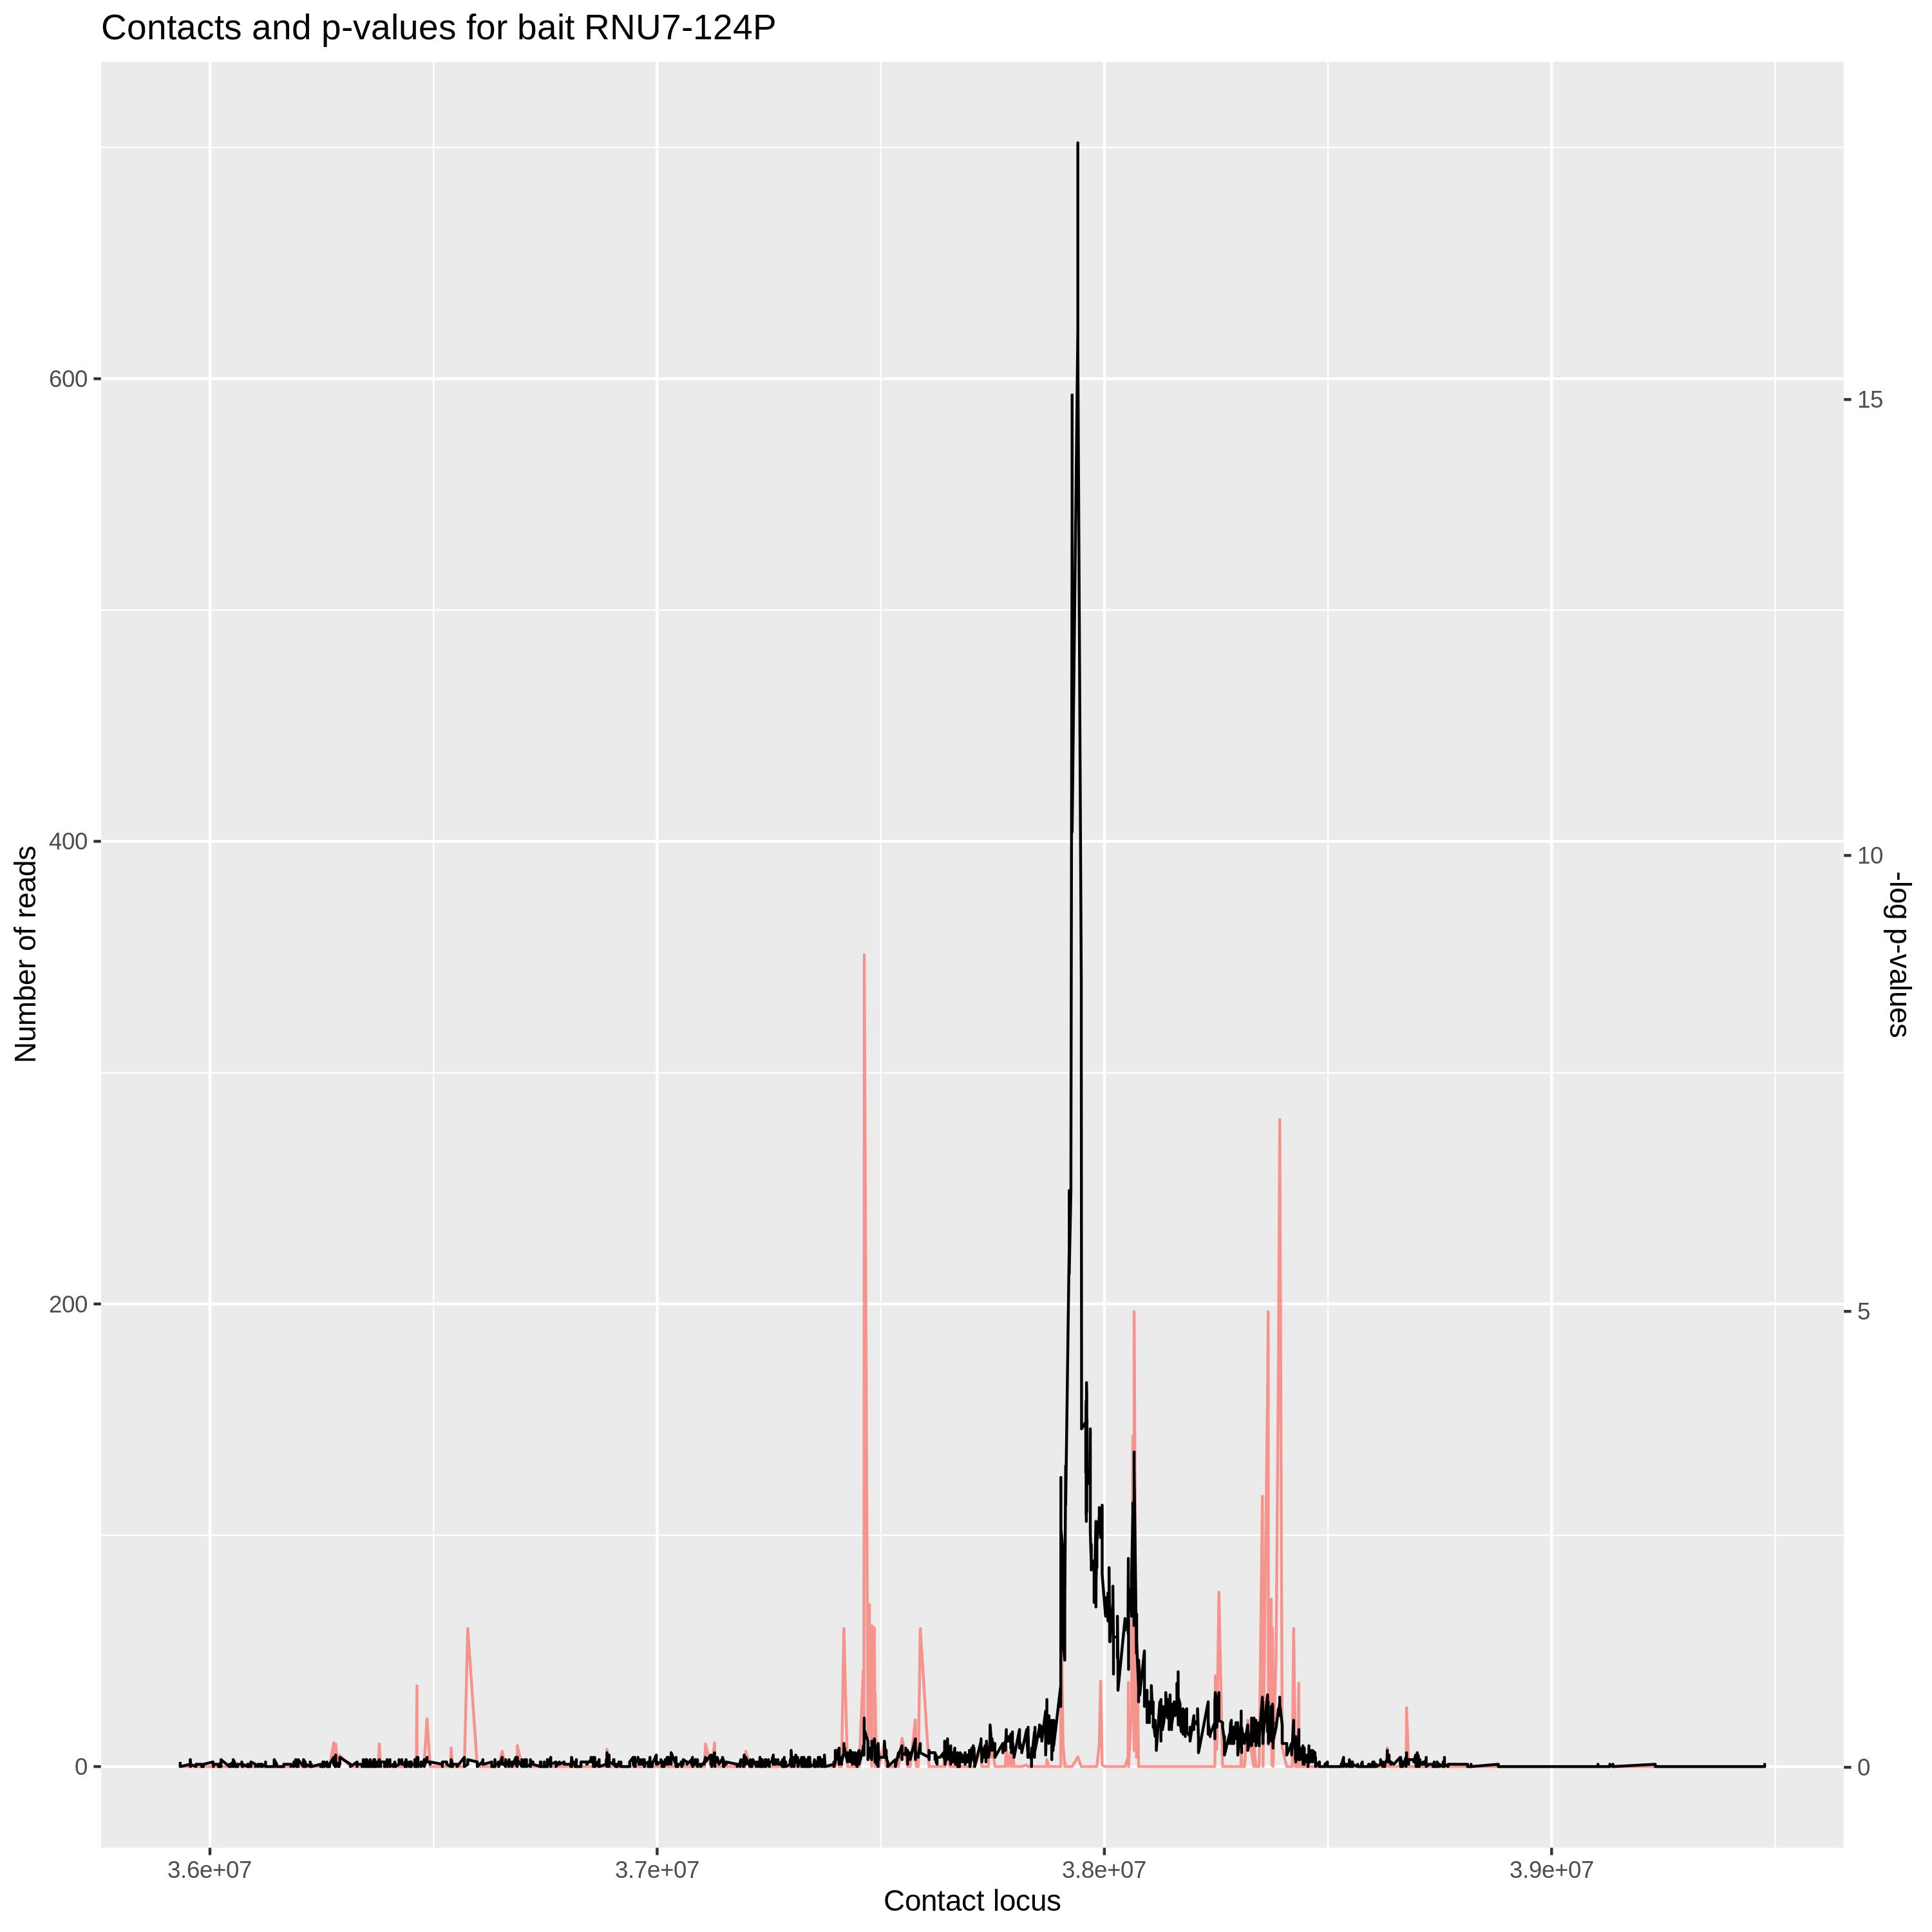 Contacts and p-values for bait RNU7-124P
600
400
200
0
Number of reads
15
10
5
0
-log p-values
3.6e+07
3.7e+07
3.8e+07
3.9e+07
Contact locus